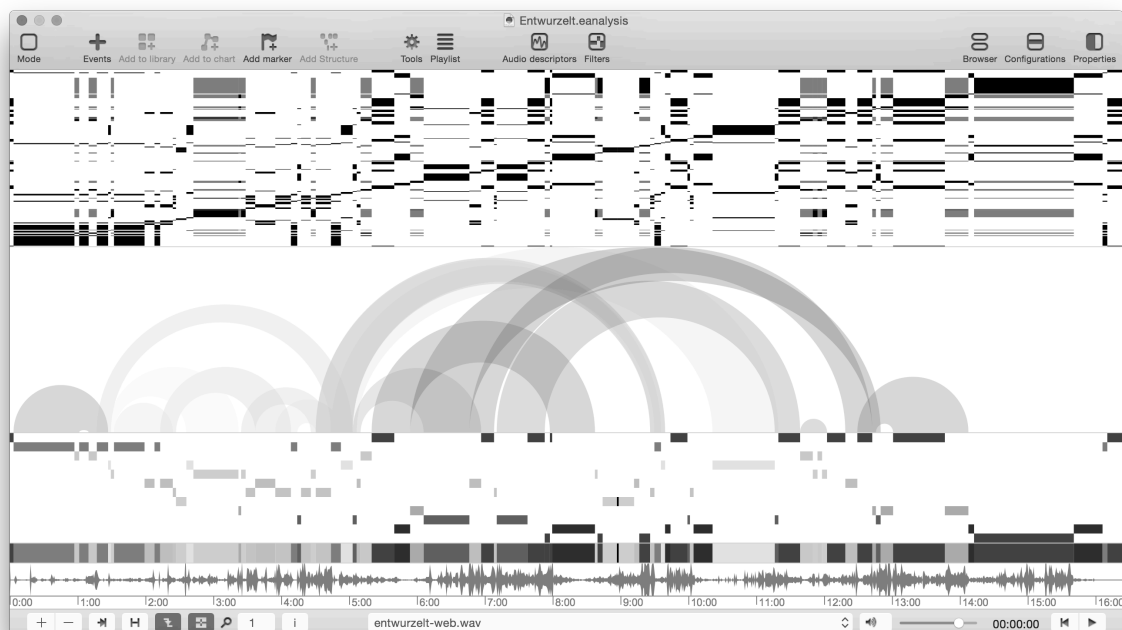 Entwurzelt.eanalysis
Mode Events Add to library Add to chart Add marker Add Structure Tools Playlist Audio descriptors Filters Browser Configurations Properties
0:00 1:00 2:00 3:00 4:00 5:00 6:00 7:00 8:00 9:00 10:00 11:00 12:00 13:00 14:00 15:00 16:00
1 i entwurzelt-web.wav 00:00:00